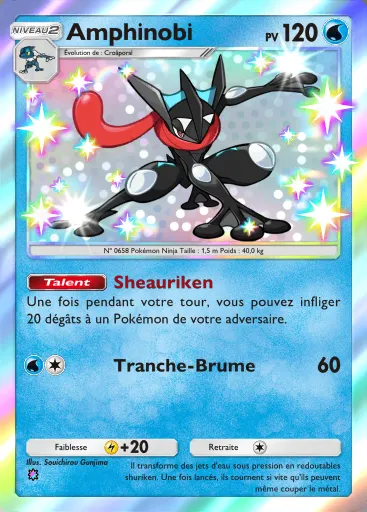 NIVEAU 2
Amphinobi
PV 120
Évolution de : Croâporal
N° 0658 Pokémon Ninja Taille : 1,5 m Poids : 40,0 kg
Talent Sheauriken
Une fois pendant votre tour, vous pouvez infliger
20 dégâts à un Pokémon de votre adversaire.
Tranche-Brume 60
Faiblesse +20 Retraite
Illus. Souichirou Gunjima
Il transforme des jets d'eau sous pression en redoutables
shuriken. Une fois lancés, ils tournent si vite qu'ils peuvent
même couper le métal.